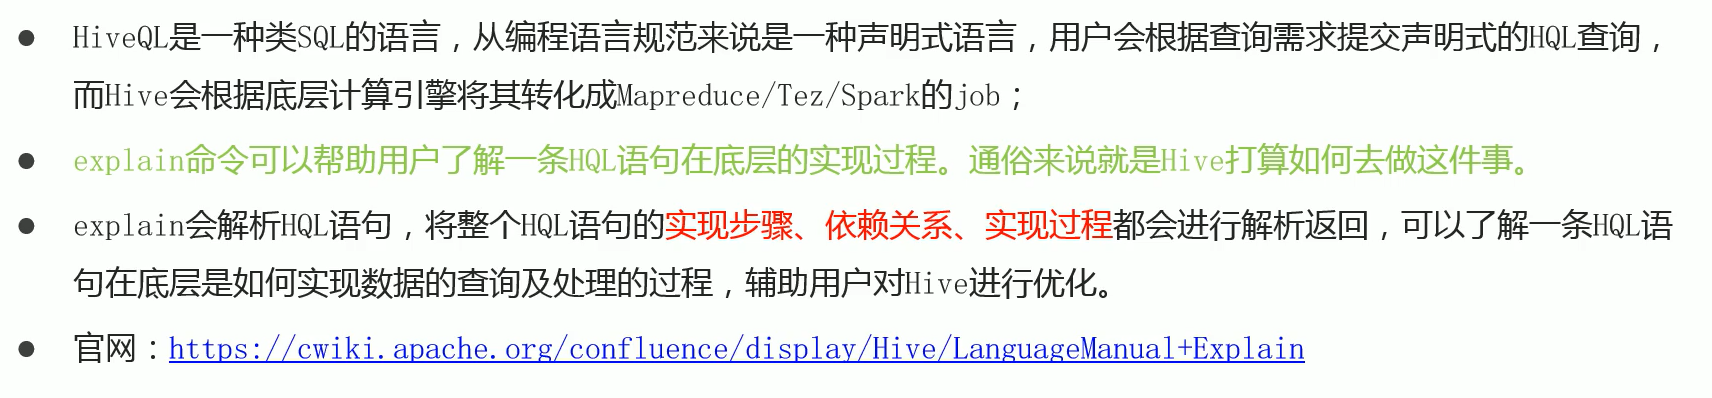 ● HiveQL是一种类SQL的语言，从编程语言规范来说是一种声明式语言，用户会根据查询需求提交声明式的HQL查询，
而Hive会根据底层计算引擎将其转化成Mapreduce/Tez/Spark的job；
● explain命令可以帮助用户了解一条HQL语句在底层的实现过程。通俗来说就是Hive打算如何去做这件事。
● explain会解析HQL语句，将整个HQL语句的实现步骤、依赖关系、实现过程都会进行解析返回，可以了解一条HQL语
句在底层是如何实现数据的查询及处理的过程，辅助用户对Hive进行优化。
● 官网：https://cwiki.apache.org/confluence/display/Hive/LanguageManual+Explain